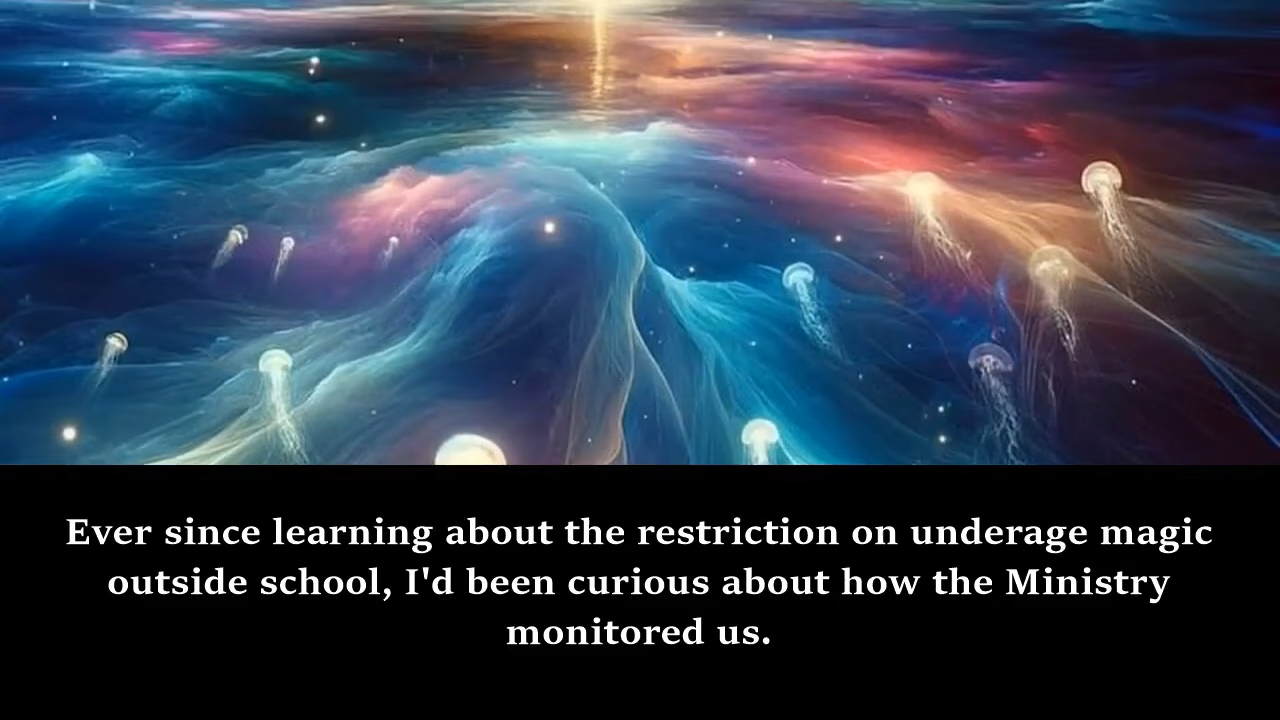 Ever since learning about the restriction on underage magic
outside school, I'd been curious about how the Ministry
monitored us.